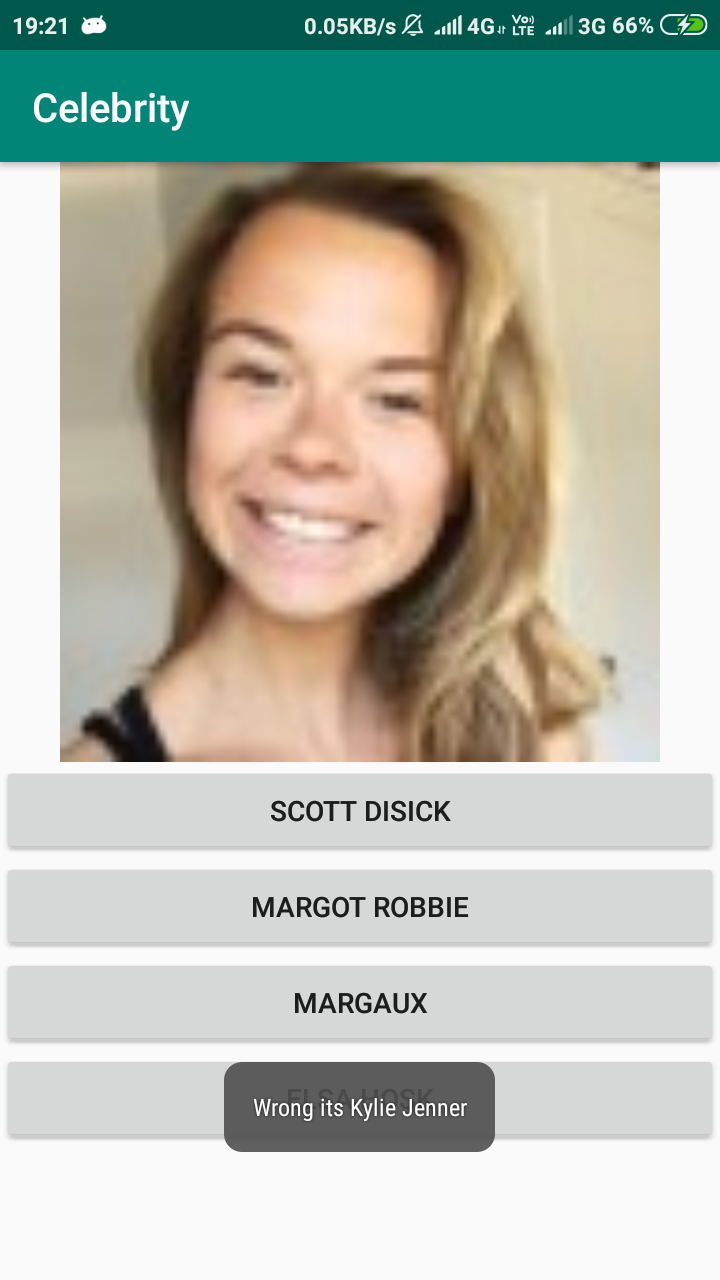 19:21 0.05KB/s 4G Vo) LTE 3G 66%
Celebrity
SCOTT DISICK
MARGOT ROBBIE
MARGAUX
ELSA HOSK
Wrong its Kylie Jenner